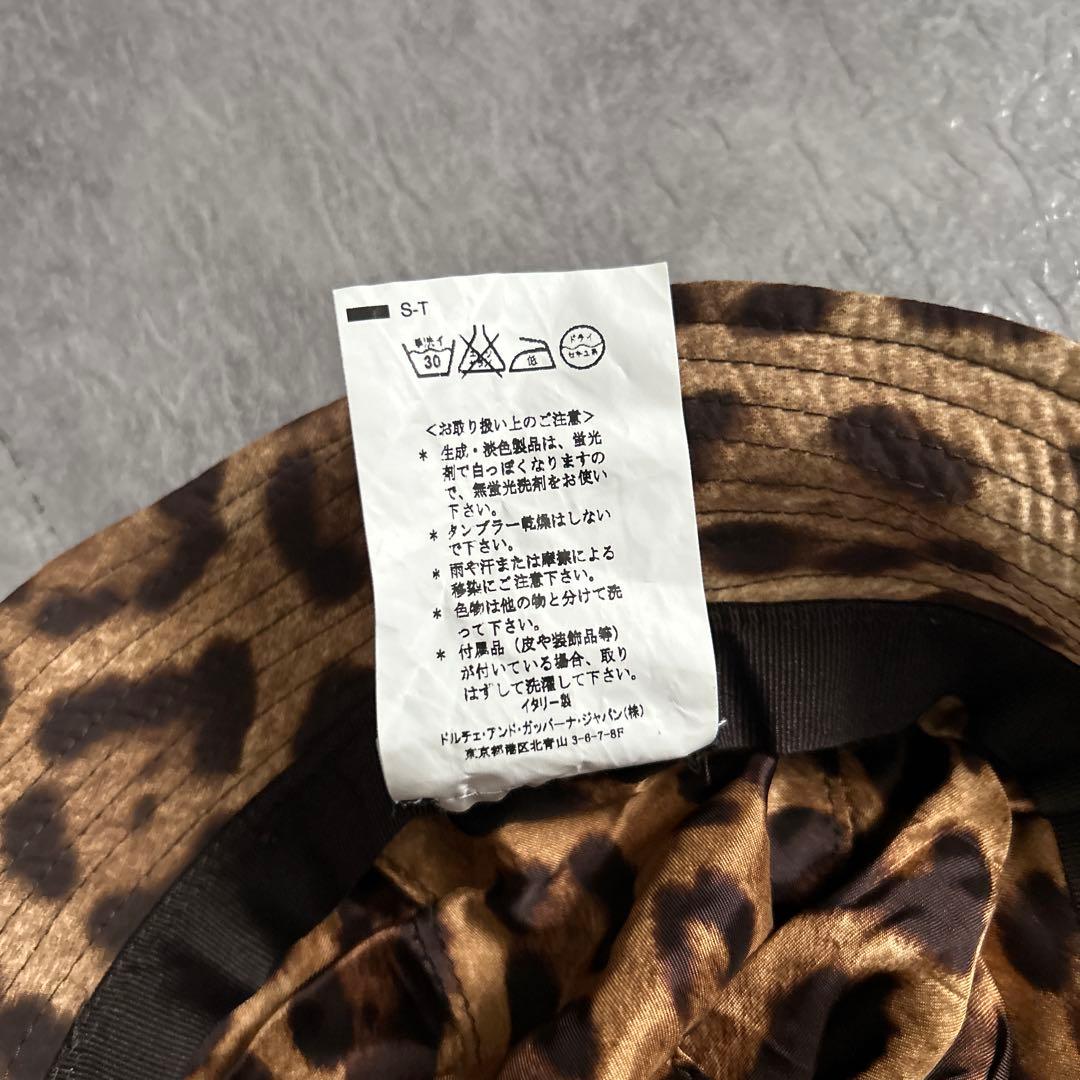 S-T
手洗イ
30
エンソ
低
ドライ
セキユ系
<お取り扱い上のご注意>
* 生成・淡色製品は、蛍光
剤で白っぽくなりますの
で、無蛍光洗剤をお使い
下さい。
* タンブラー乾燥はしない
で下さい。
* 雨や汗または摩擦による
移染にご注意下さい。
* 色物は他の物と分けて洗
って下さい。
* 付属品（皮や装飾品等）
が付いている場合、取り
はずして洗濯して下さい。
イタリー製
ドルチェ・アンド・ガッバーナ・ジャパン(株)
東京都港区北青山 3-6-7-8F